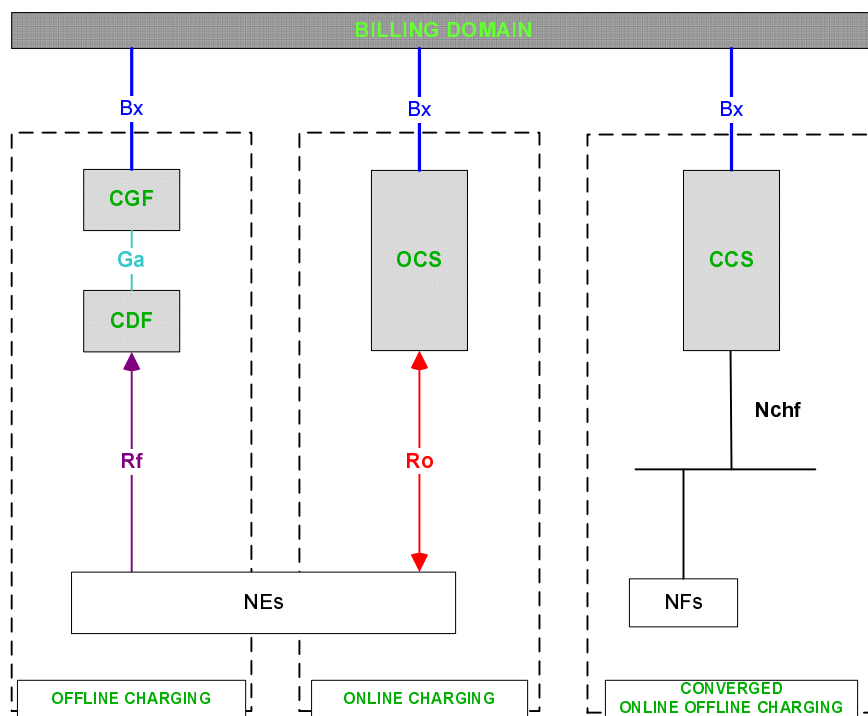 BILLING DOMAIN
Bx
Bx
Bx
CGF
Ga
CDF
OCS
CCS
Nchf
Rf
Ro
NEs
NFs
OFFLINE CHARGING
ONLINE CHARGING
CONVERGED
ONLINE OFFLINE CHARGING